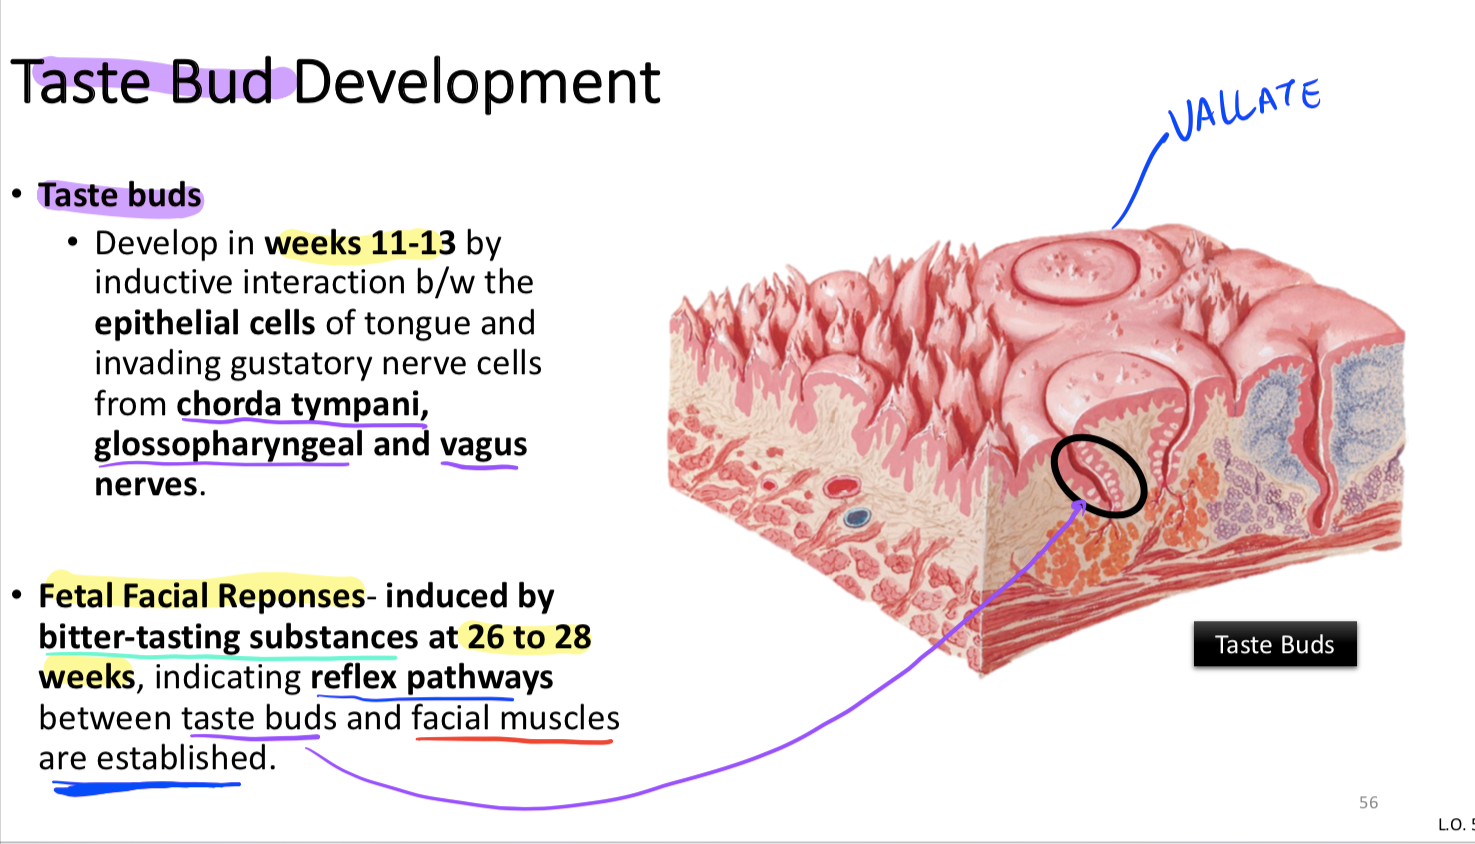 Taste Bud Development
VALLATE
• Taste buds
• Develop in weeks 11-13 by
inductive interaction b/w the
epithelial cells of tongue and
invading gustatory nerve cells
from chorda tympani,
glossopharyngeal and vagus
nerves.
• Fetal Facial Reponses- induced by
bitter-tasting substances at 26 to 28
weeks, indicating reflex pathways
between taste buds and facial muscles
are established.
Taste Buds
56
L.O.